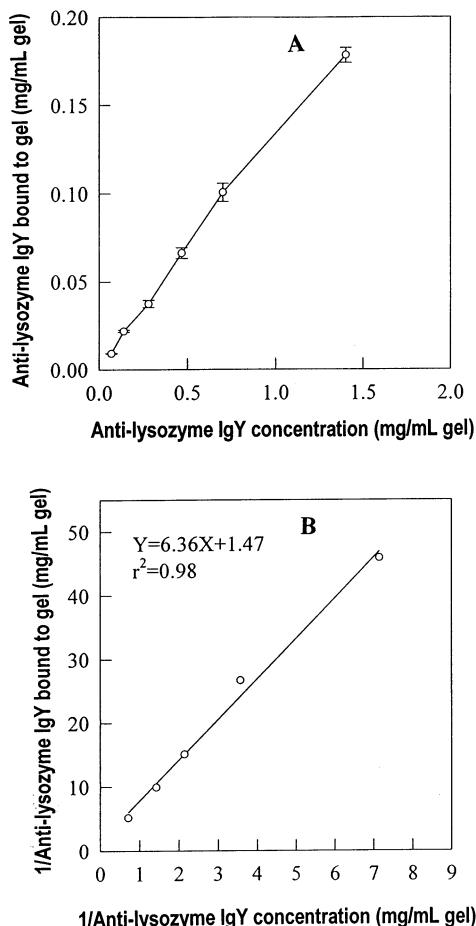 A
Anti-lysozyme IgY bound to gel (mg/mL gel)
0.20
0.15
0.10
0.05
0.00
0.0 0.5 1.0 1.5 2.0
Anti-lysozyme IgY concentration (mg/mL gel)
B
Y=6.36X+1.47
r²=0.98
1/Anti-lysozyme IgY bound to gel (mg/mL gel)
50
40
30
20
10
0
0 1 2 3 4 5 6 7 8 9
1/Anti-lysozyme IgY concentration (mg/mL gel)